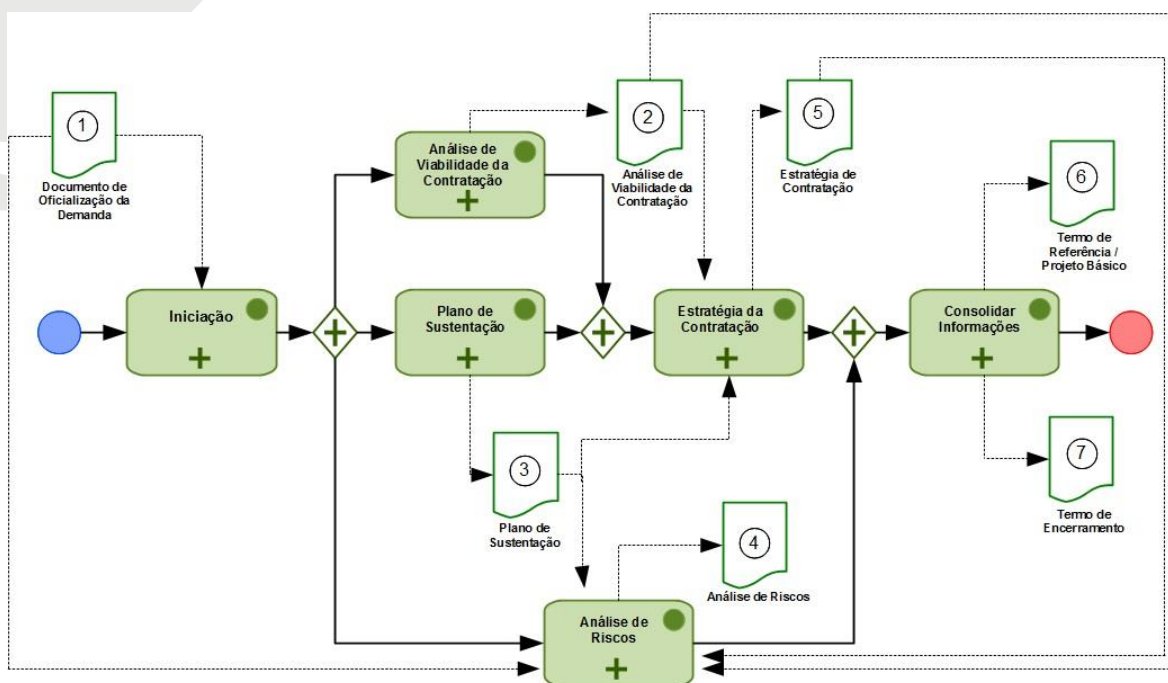 1
Documento de
Oficialização da
Demanda
Iniciação
Análise de
Viabilidade da
Contratação
2
Análise de
Viabilidade da
Contratação
5
Estratégia de
Contratação
6
Termo de
Referência /
Projeto Básico
Plano de
Sustentação
Estratégia da
Contratação
Consolidar
Informações
3
Plano de
Sustentação
4
Análise de Riscos
7
Termo de
Encerramento
Análise de
Riscos